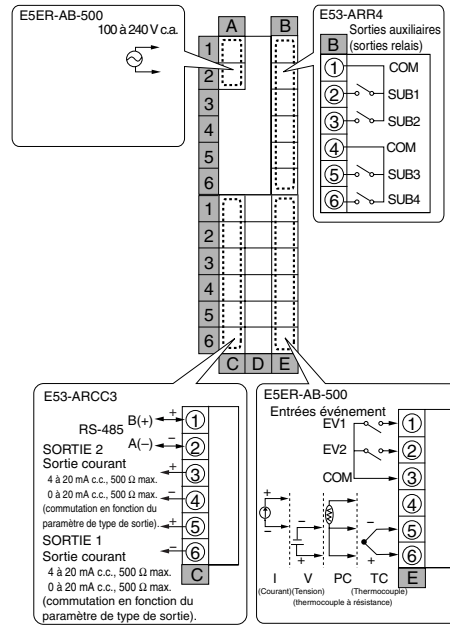 E5ER-AB-500
100 à 240 V c.a.
A
B
1
2
3
4
5
6
1
2
3
4
5
6
C D E
E53-ARR4
Sorties auxiliaires
(sorties relais)
B
1 COM
2 SUB1
3 SUB2
4 COM
5 SUB3
6 SUB4
E53-ARCC3
RS-485
B(+) + 1
A(−) − 2
SORTIE 2
Sortie courant
4 à 20 mA c.c., 500 Ω max.
0 à 20 mA c.c., 500 Ω max.
(commutation en fonction du
paramètre de type de sortie).
+ 3
− 4
SORTIE 1
Sortie courant
4 à 20 mA c.c., 500 Ω max.
0 à 20 mA c.c., 500 Ω max.
(commutation en fonction du
paramètre de type de sortie).
+ 5
− 6
C
E5ER-AB-500
Entrées événement
EV1 1
EV2 2
COM 3
4
5
6
E
+ − − + − +
I V PC TC
(Courant) (Tension) (Thermocouple)
(thermocouple à résistance)